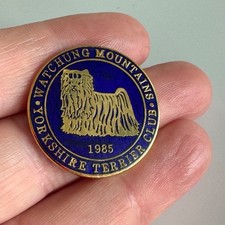 WATCHUNG MOUNTAINS
YORKSHIRE TERRIER CLUB
1985